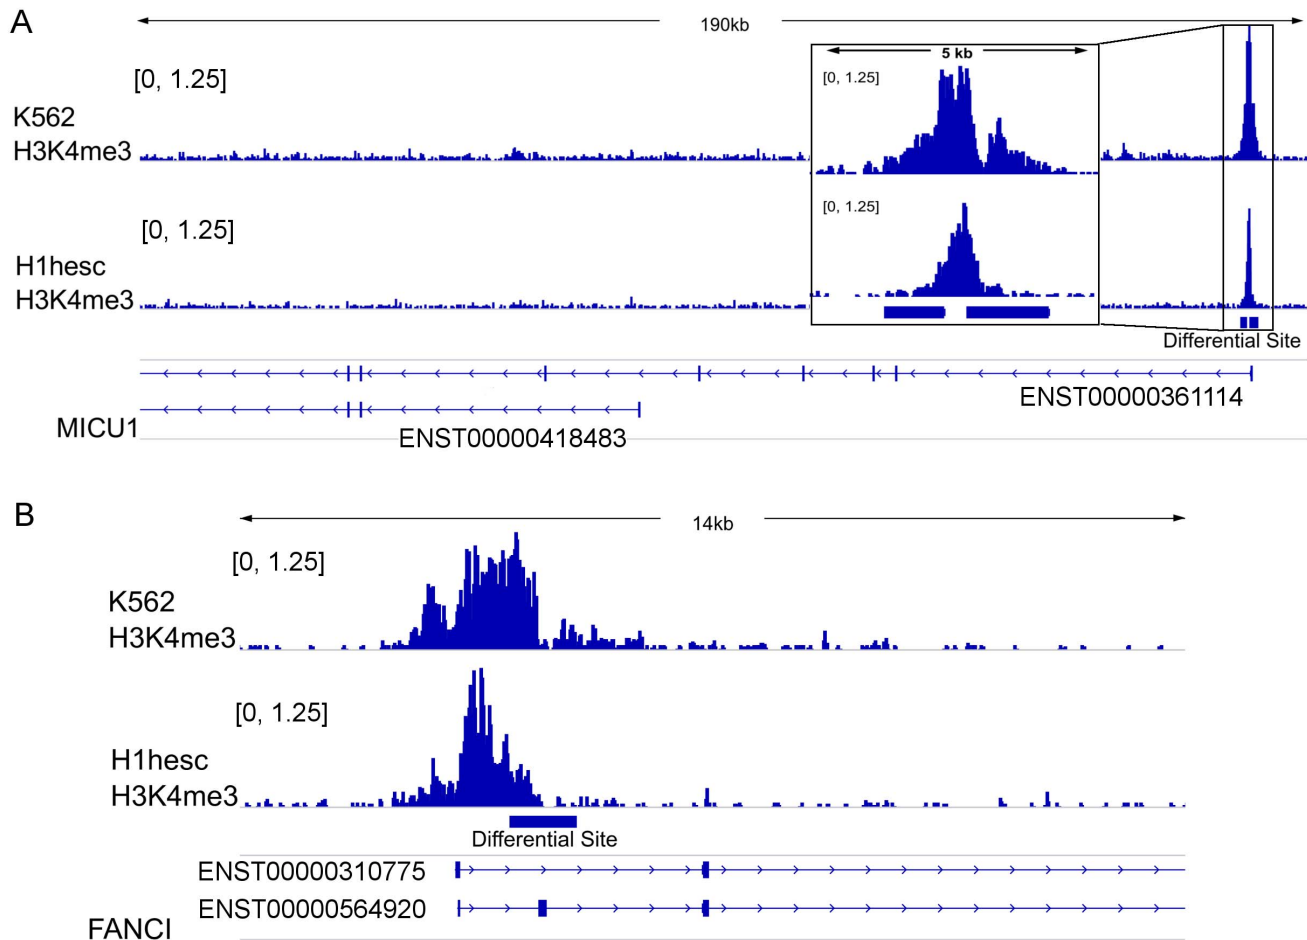 A
190kb
[0, 1.25]
K562
H3K4me3
5 kb
[0, 1.25]
[0, 1.25]
H1hesc
H3K4me3
[0, 1.25]
Differential Site
ENST00000361114
MICU1
ENST00000418483
B
14kb
[0, 1.25]
K562
H3K4me3
[0, 1.25]
H1hesc
H3K4me3
Differential Site
ENST00000310775
ENST00000564920
FANCI